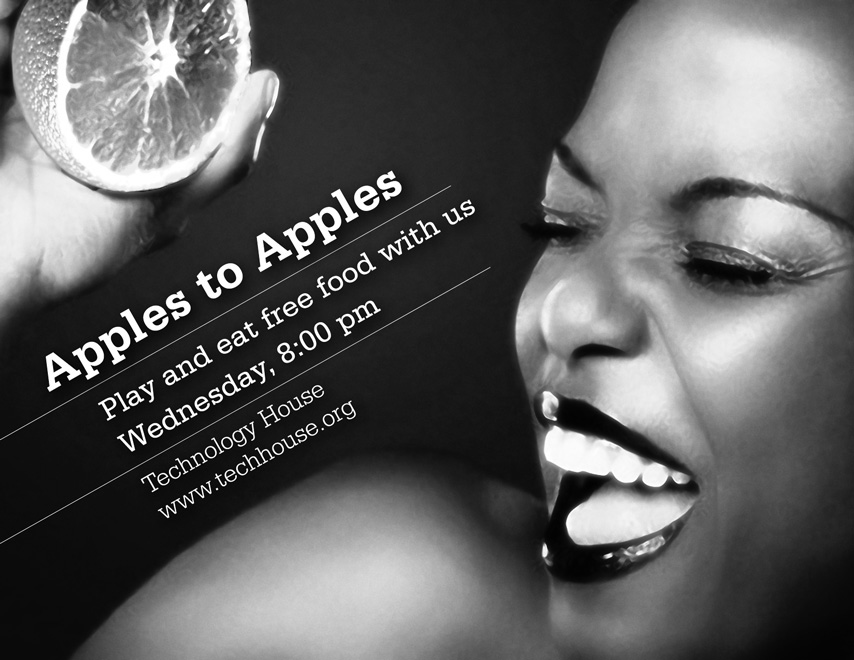 Apples to Apples
Play and eat free food with us
Wednesday, 8:00 pm
Technology House
www.techhouse.org